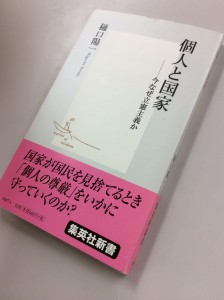 個人と国家
——今なぜ立憲主義か
樋口陽一
国家が国民を見捨てるとき
「個人の尊厳」をいかに
守っていくのか?
集英社新書